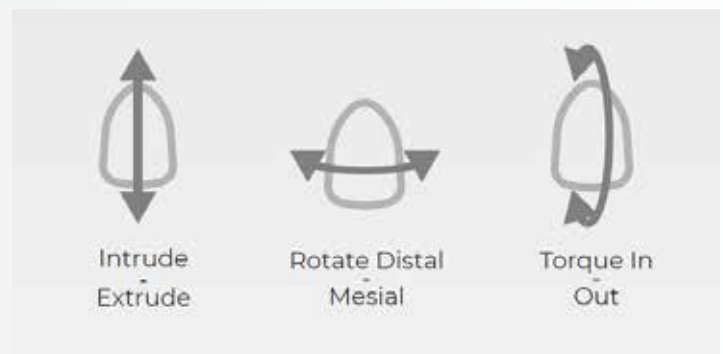 Intrude
-
Extrude
Rotate Distal
-
Mesial
Torque In
-
Out